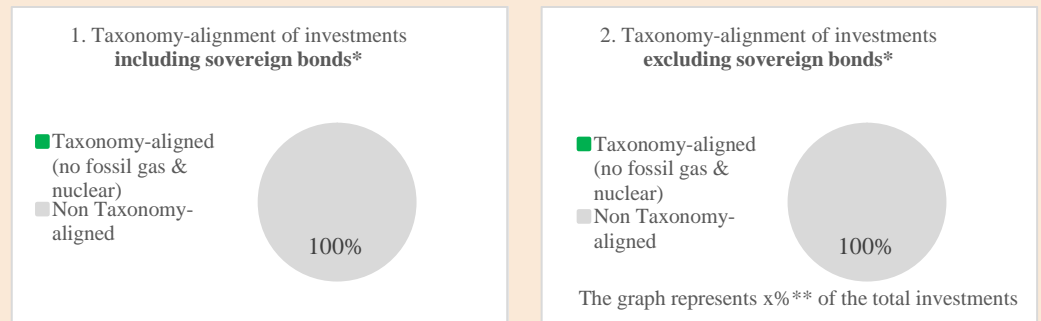 1. Taxonomy-alignment of investments
including sovereign bonds*
Taxonomy-aligned
(no fossil gas &
nuclear)
Non Taxonomy-
aligned
100%
2. Taxonomy-alignment of investments
excluding sovereign bonds*
Taxonomy-aligned
(no fossil gas &
nuclear)
Non Taxonomy-
aligned
100%
The graph represents x%** of the total investments